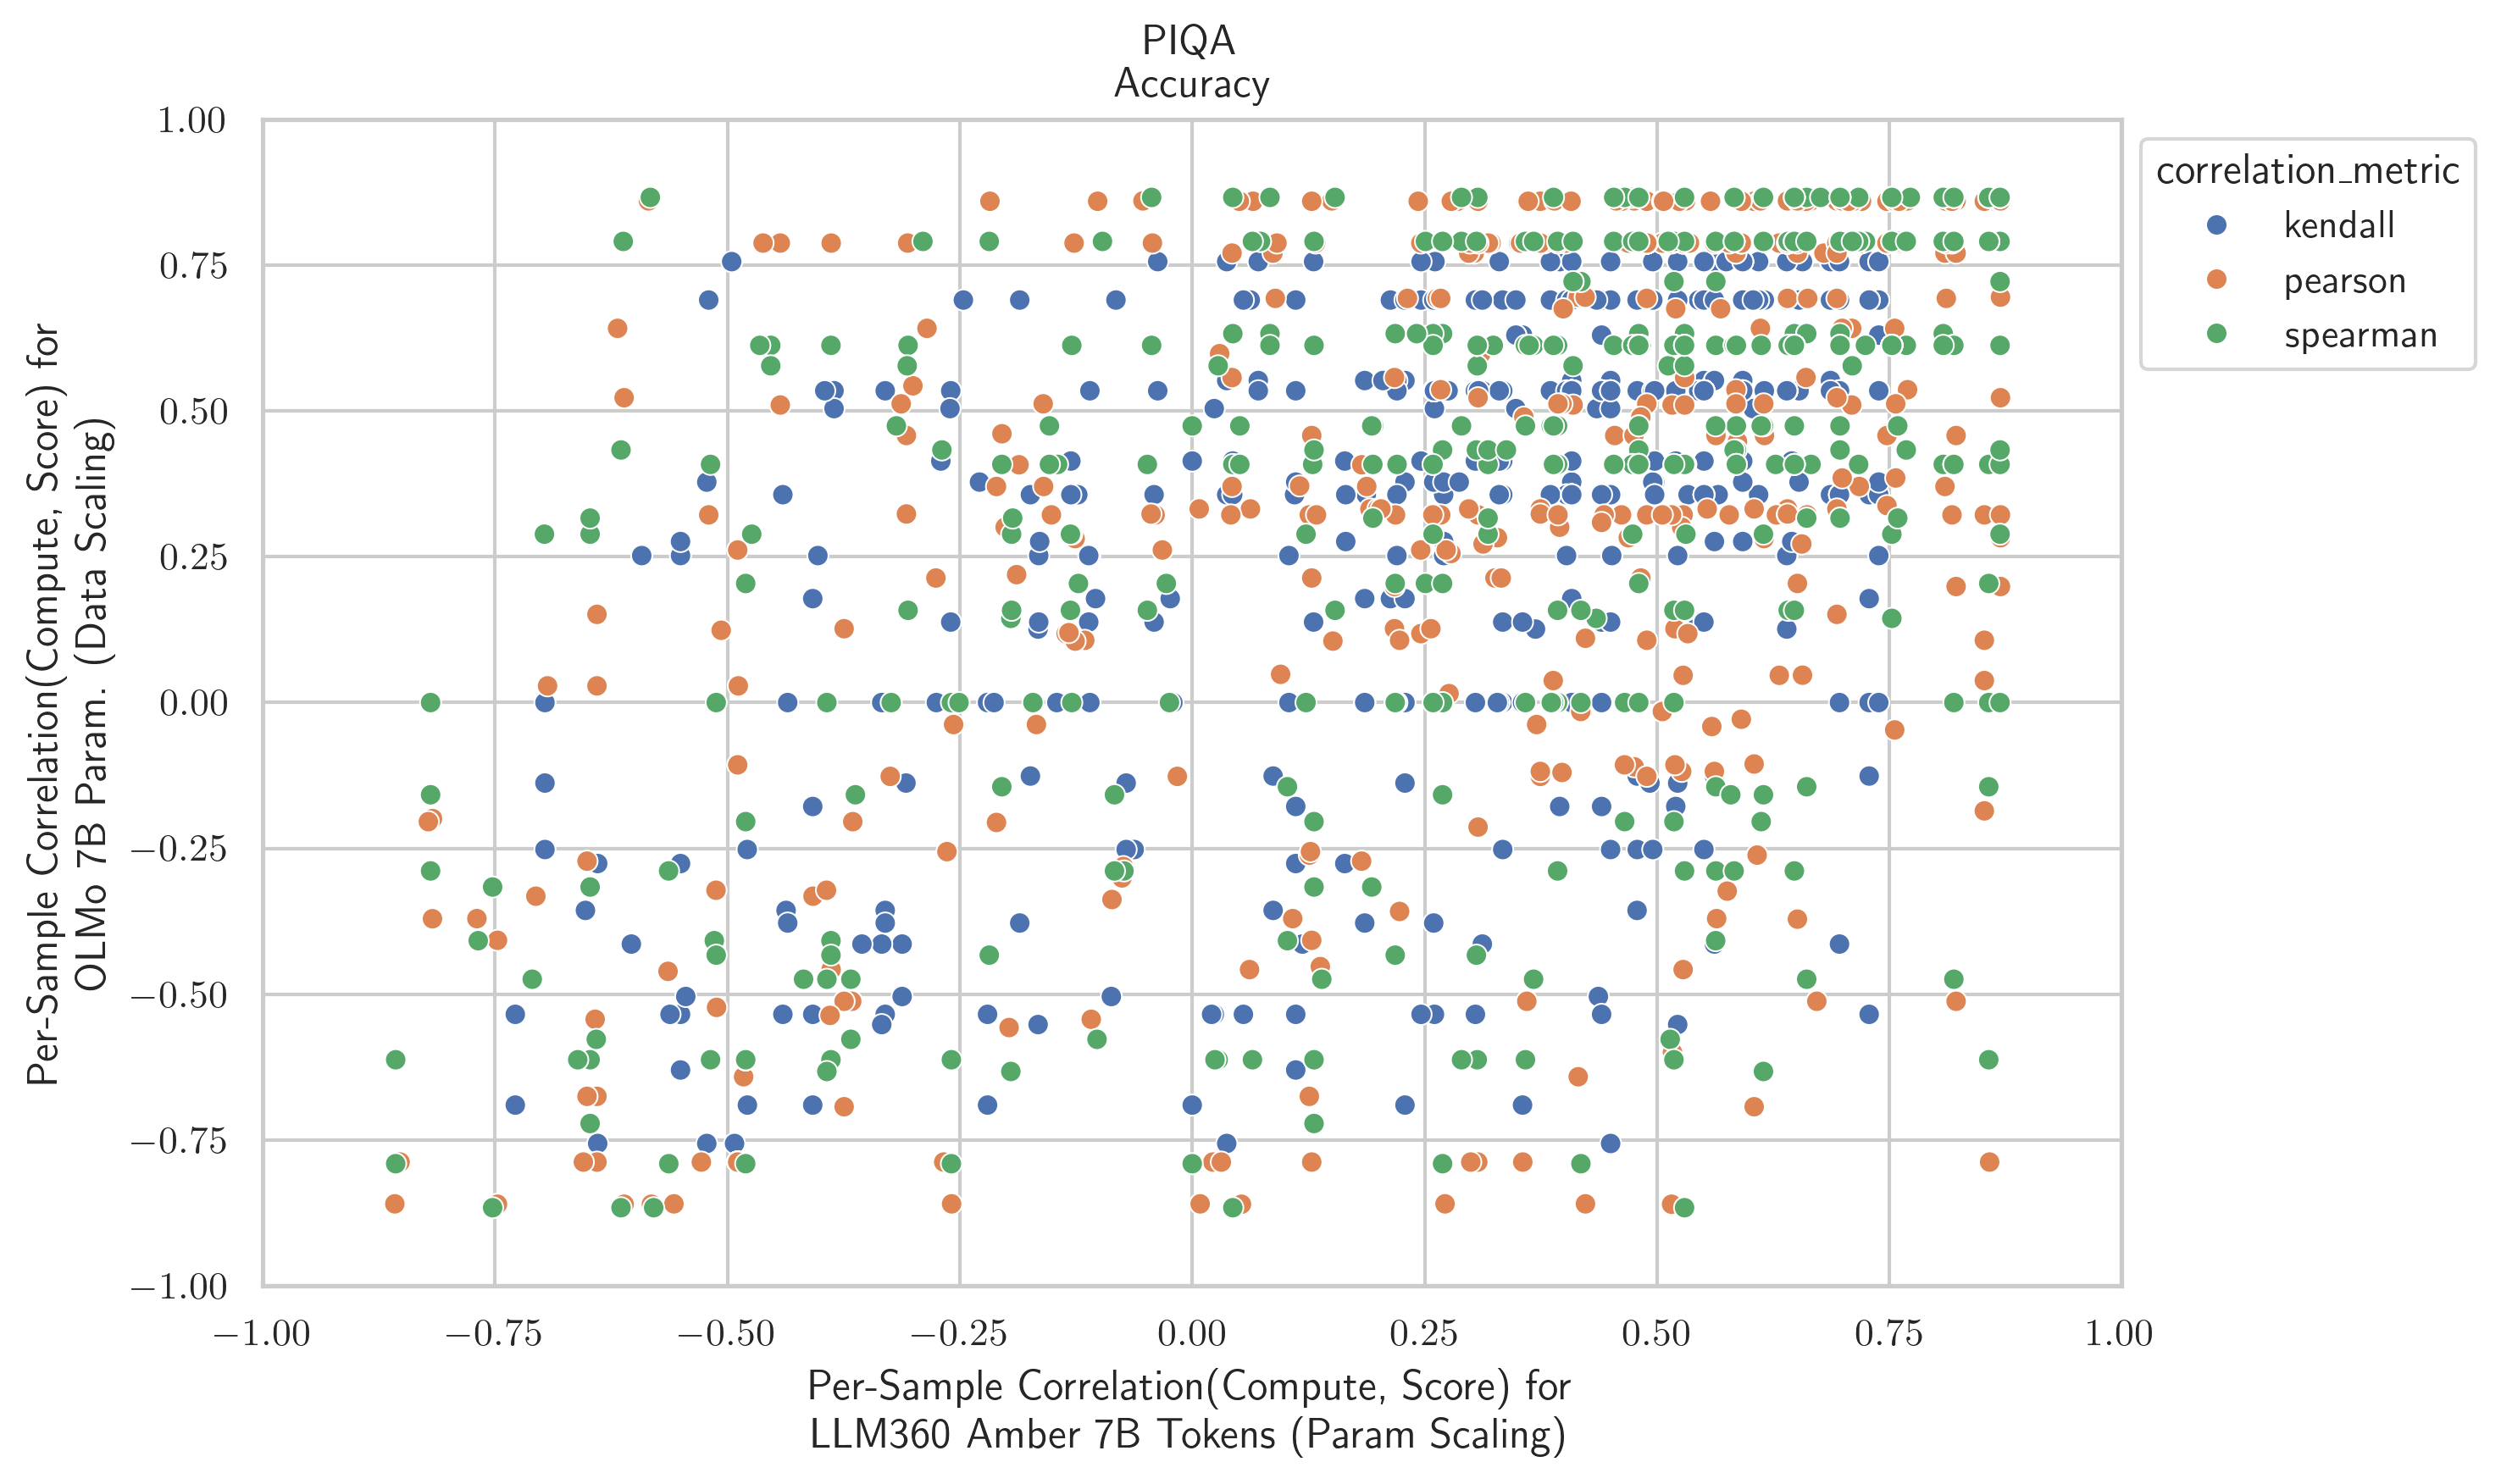 PIQA
Accuracy
1.00
0.75
0.50
0.25
0.00
−0.25
−0.50
−0.75
−1.00
Per-Sample Correlation(Compute, Score) for
OLMo 7B Param. (Data Scaling)
−1.00 −0.75 −0.50 −0.25 0.00 0.25 0.50 0.75 1.00
Per-Sample Correlation(Compute, Score) for
LLM360 Amber 7B Tokens (Param Scaling)
correlation_metric
kendall
pearson
spearman